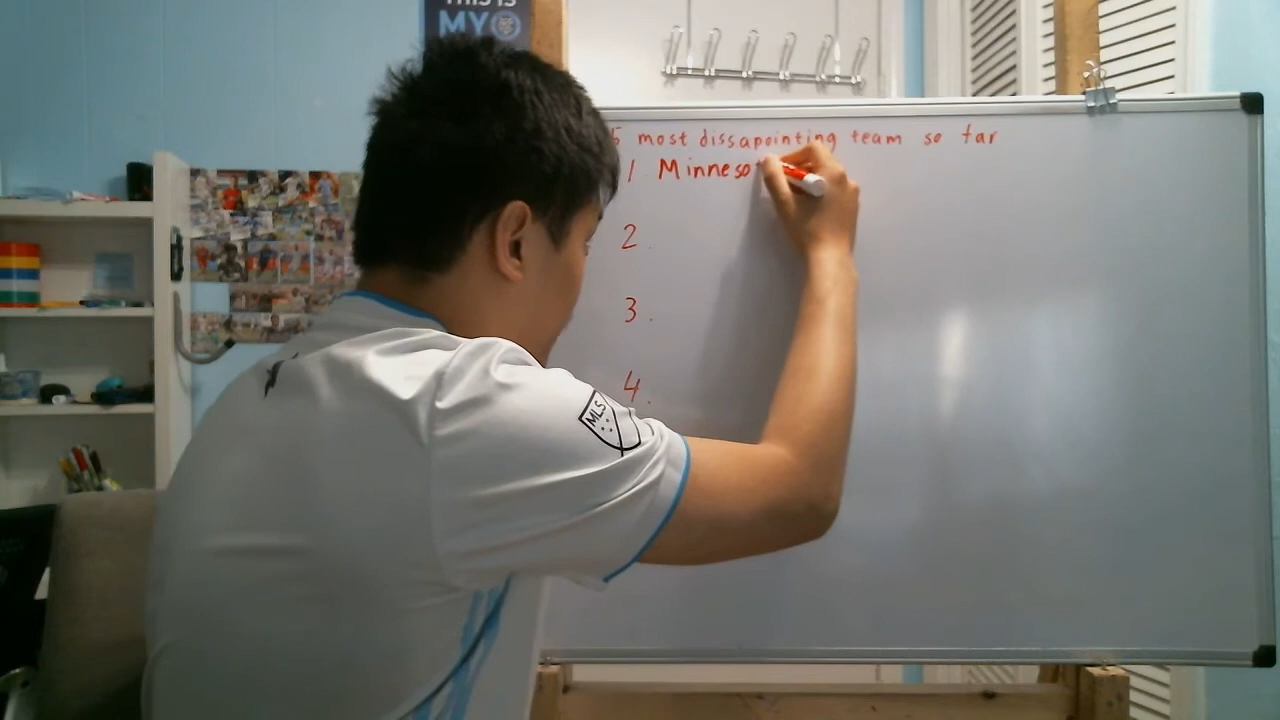 THIS IS
MY
5 most dissapointing team so far
1 Minneso
2.
3.
4.
MLS